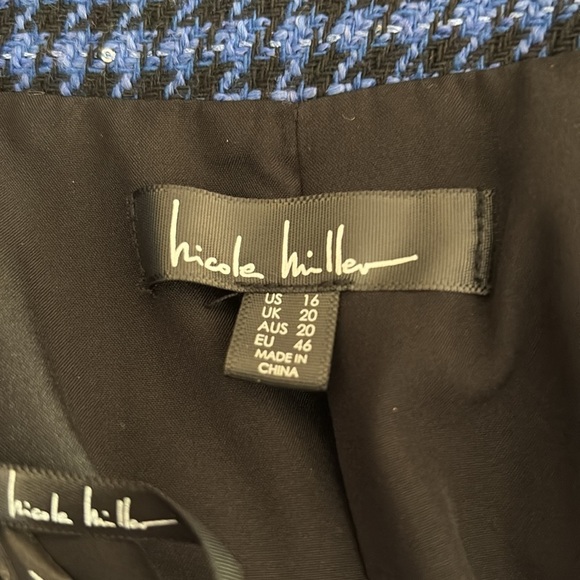 nicole miller
US 16
UK 20
AUS 20
EU 46
MADE IN
CHINA
nicole miller